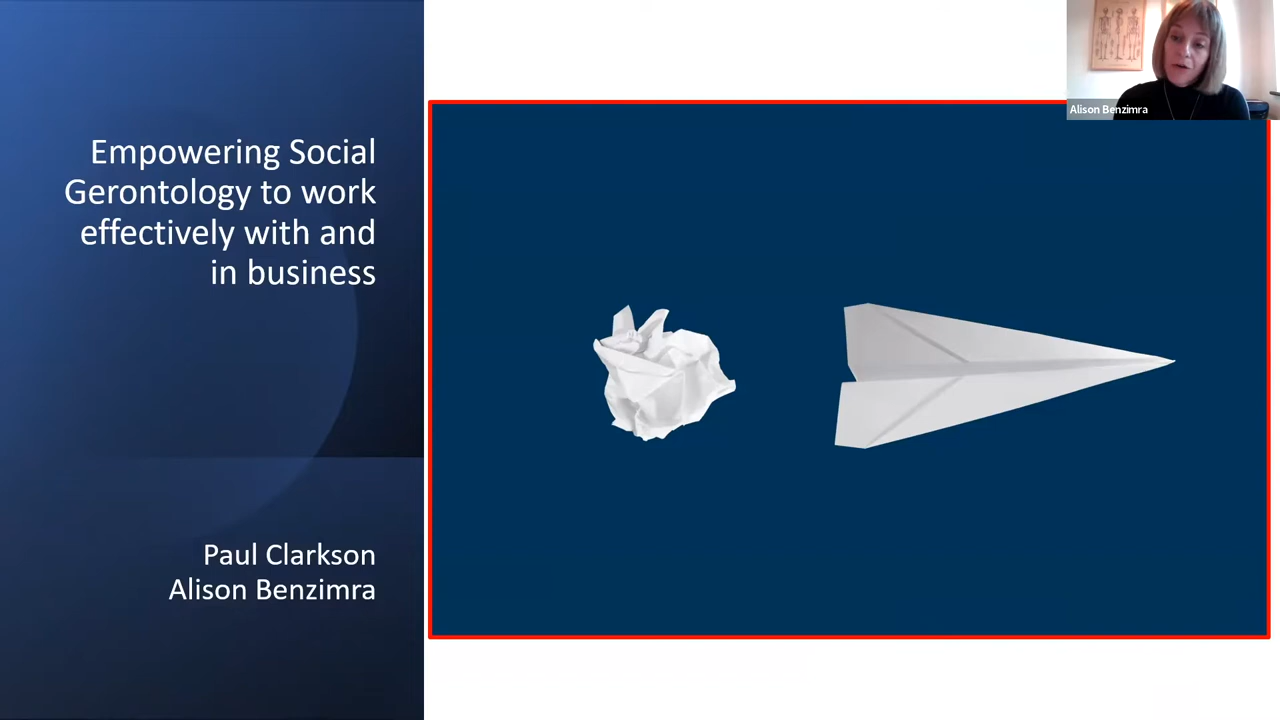 Empowering Social
Gerontology to work
effectively with and
in business
Paul Clarkson
Alison Benzimra
Alison Benzimra